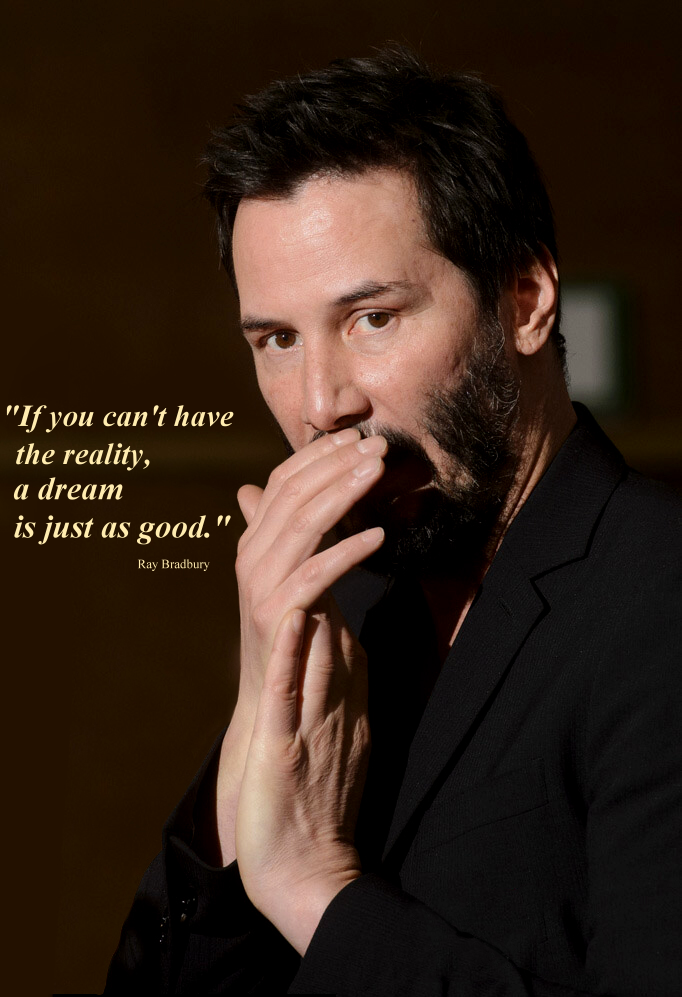 "If you can't have
the reality,
a dream
is just as good."
Ray Bradbury